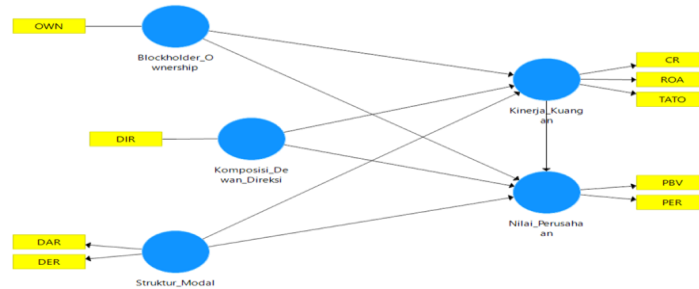 OWN
Blockholder_O
wnership
CR
ROA
TATO
Kinerja_Kuang
an
DIR
Komposisi_De
wan_Direksi
PBV
PER
Nilai_Perusaha
an
DAR
DER
Struktur_Modal